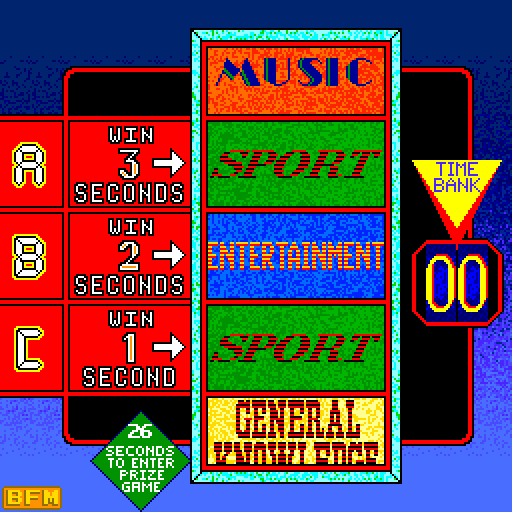 MUSIC
A
WIN
3
SECONDS
SPORT
TIME
BANK
B
WIN
2
SECONDS
ENTERTAINMENT
00
C
WIN
1
SECOND
SPORT
GENERAL
KNOWLEDGE
26
SECONDS
TO ENTER
PRIZE
GAME
BFM